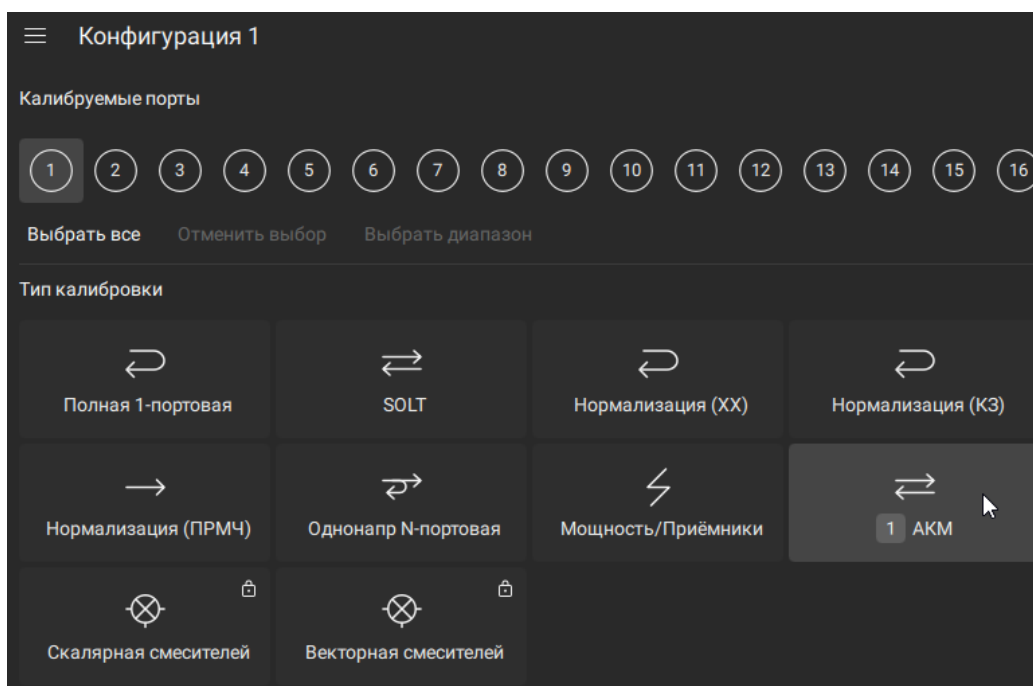 Конфигурация 1
Калибруемые порты
1 2 3 4 5 6 7 8 9 10 11 12 13 14 15 16
Выбрать все Отменить выбор Выбрать диапазон
Тип калибровки
Полная 1-портовая SOLT Нормализация (ХХ) Нормализация (КЗ)
Нормализация (ПРМЧ) Однонапр N-портовая Мощность/Приёмники 1 АКМ
Скалярная смесителей Векторная смесителей